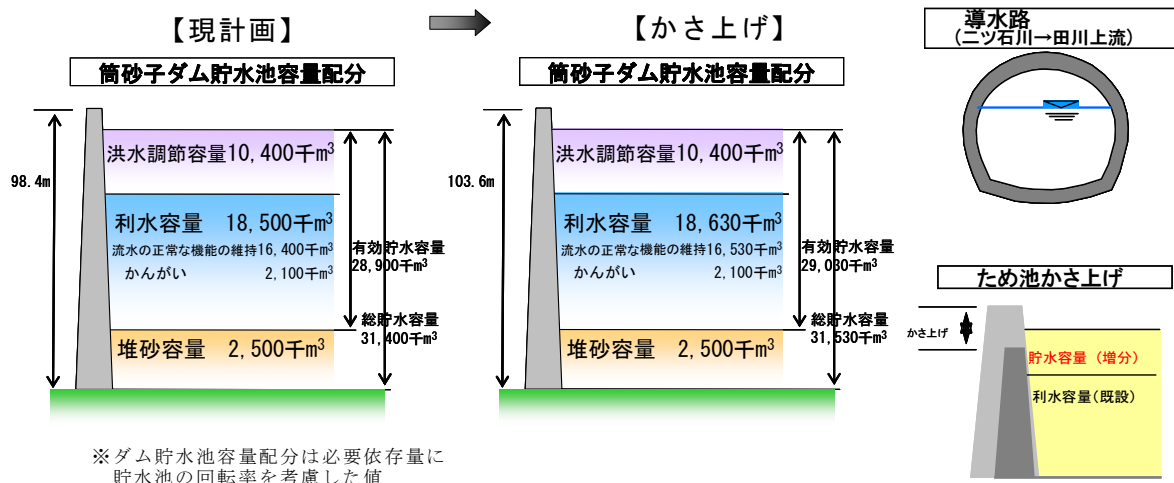 【現計画】
筒砂子ダム貯水池容量配分
98.4m
洪水調節容量10,400千m³
利水容量 18,500千m³
流水の正常な機能の維持16,400千m³
かんがい 2,100千m³
有効貯水容量
28,900千m³
総貯水容量
31,400千m³
堆砂容量 2,500千m³
※ダム貯水池容量配分は必要依存量に
貯水池の回転率を考慮した値
【かさ上げ】
筒砂子ダム貯水池容量配分
103.6m
洪水調節容量10,400千m³
利水容量 18,630千m³
流水の正常な機能の維持16,530千m³
かんがい 2,100千m³
有効貯水容量
29,030千m³
総貯水容量
31,530千m³
堆砂容量 2,500千m³
導水路
(二ツ石川→田川上流)
ため池かさ上げ
かさ上げ
貯水容量（増分）
利水容量(既設)